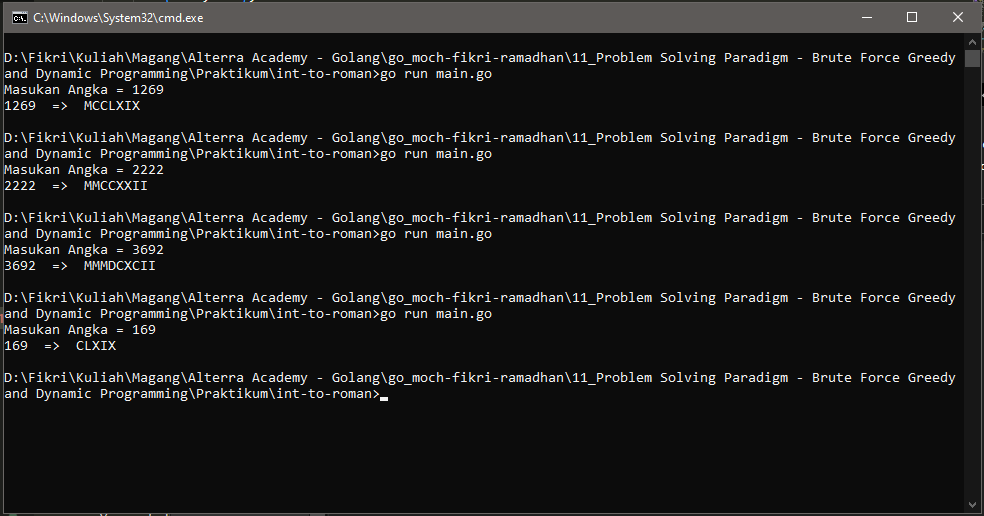 C:\Windows\System32\cmd.exe
D:\Fikri\Kuliah\Magang\Alterra Academy - Golang\go_moch-fikri-ramadhan\11_Problem Solving Paradigm - Brute Force Greedy
and Dynamic Programming\Praktikum\int-to-roman>go run main.go
Masukan Angka = 1269
1269  =>  MCCLXIX
D:\Fikri\Kuliah\Magang\Alterra Academy - Golang\go_moch-fikri-ramadhan\11_Problem Solving Paradigm - Brute Force Greedy
and Dynamic Programming\Praktikum\int-to-roman>go run main.go
Masukan Angka = 2222
2222  =>  MMCCXXII
D:\Fikri\Kuliah\Magang\Alterra Academy - Golang\go_moch-fikri-ramadhan\11_Problem Solving Paradigm - Brute Force Greedy
and Dynamic Programming\Praktikum\int-to-roman>go run main.go
Masukan Angka = 3692
3692  =>  MMMDCXCII
D:\Fikri\Kuliah\Magang\Alterra Academy - Golang\go_moch-fikri-ramadhan\11_Problem Solving Paradigm - Brute Force Greedy
and Dynamic Programming\Praktikum\int-to-roman>go run main.go
Masukan Angka = 169
169  =>  CLXIX
D:\Fikri\Kuliah\Magang\Alterra Academy - Golang\go_moch-fikri-ramadhan\11_Problem Solving Paradigm - Brute Force Greedy
and Dynamic Programming\Praktikum\int-to-roman>